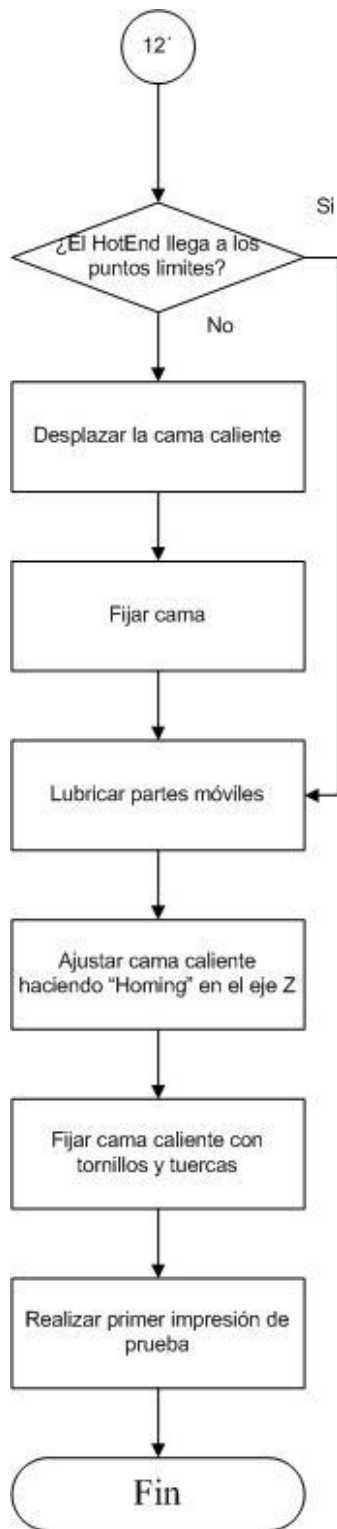 12´
¿El HotEnd llega a los
puntos limites?
Si
No
Desplazar la cama caliente
Fijar cama
Lubricar partes móviles
Ajustar cama caliente
haciendo “Homing” en el eje Z
Fijar cama caliente con
tornillos y tuercas
Realizar primer impresión de
prueba
Fin